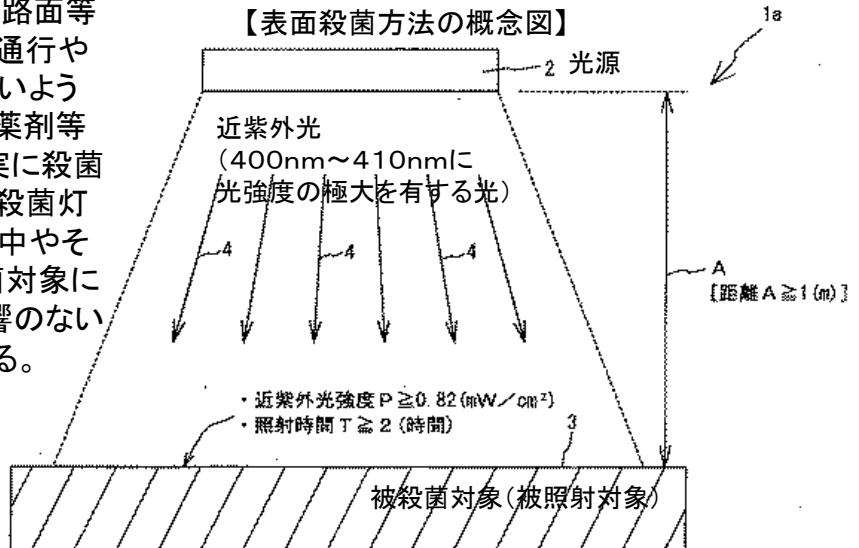 路面等
通行や
いよう
薬剤等
実に殺菌
殺菌灯
中やそ
菌対象に
響のない
る。
【表面殺菌方法の概念図】
1a
2 光源
近紫外光
（400nm～410nmに
光強度の極大を有する光）
4
4
4
A
［距離A≧1(m)］
・近紫外光強度P≧0.82(mW／cm²)
・照射時間T≧2(時間)
3
被殺菌対象(被照射対象)